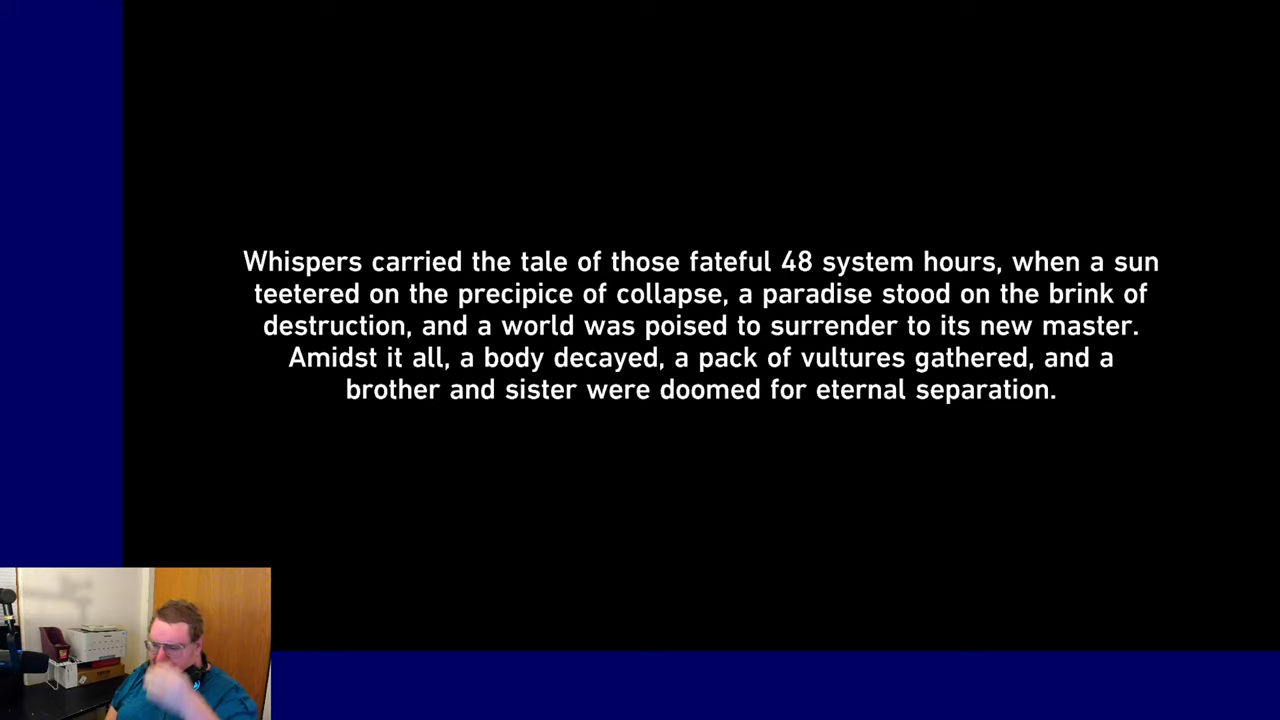 Whispers carried the tale of those fateful 48 system hours, when a sun
teetered on the precipice of collapse, a paradise stood on the brink of
destruction, and a world was poised to surrender to its new master.
Amidst it all, a body decayed, a pack of vultures gathered, and a
brother and sister were doomed for eternal separation.